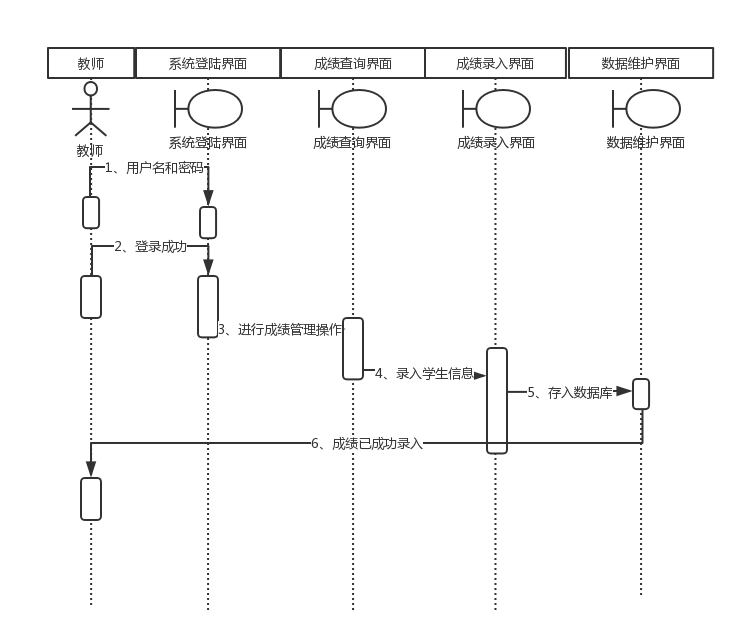 教师
系统登陆界面
成绩查询界面
成绩录入界面
数据维护界面
教师
系统登陆界面
成绩查询界面
成绩录入界面
数据维护界面
1、用户名和密码
2、登录成功
3、进行成绩管理操作
4、录入学生信息
5、存入数据库
6、成绩已成功录入